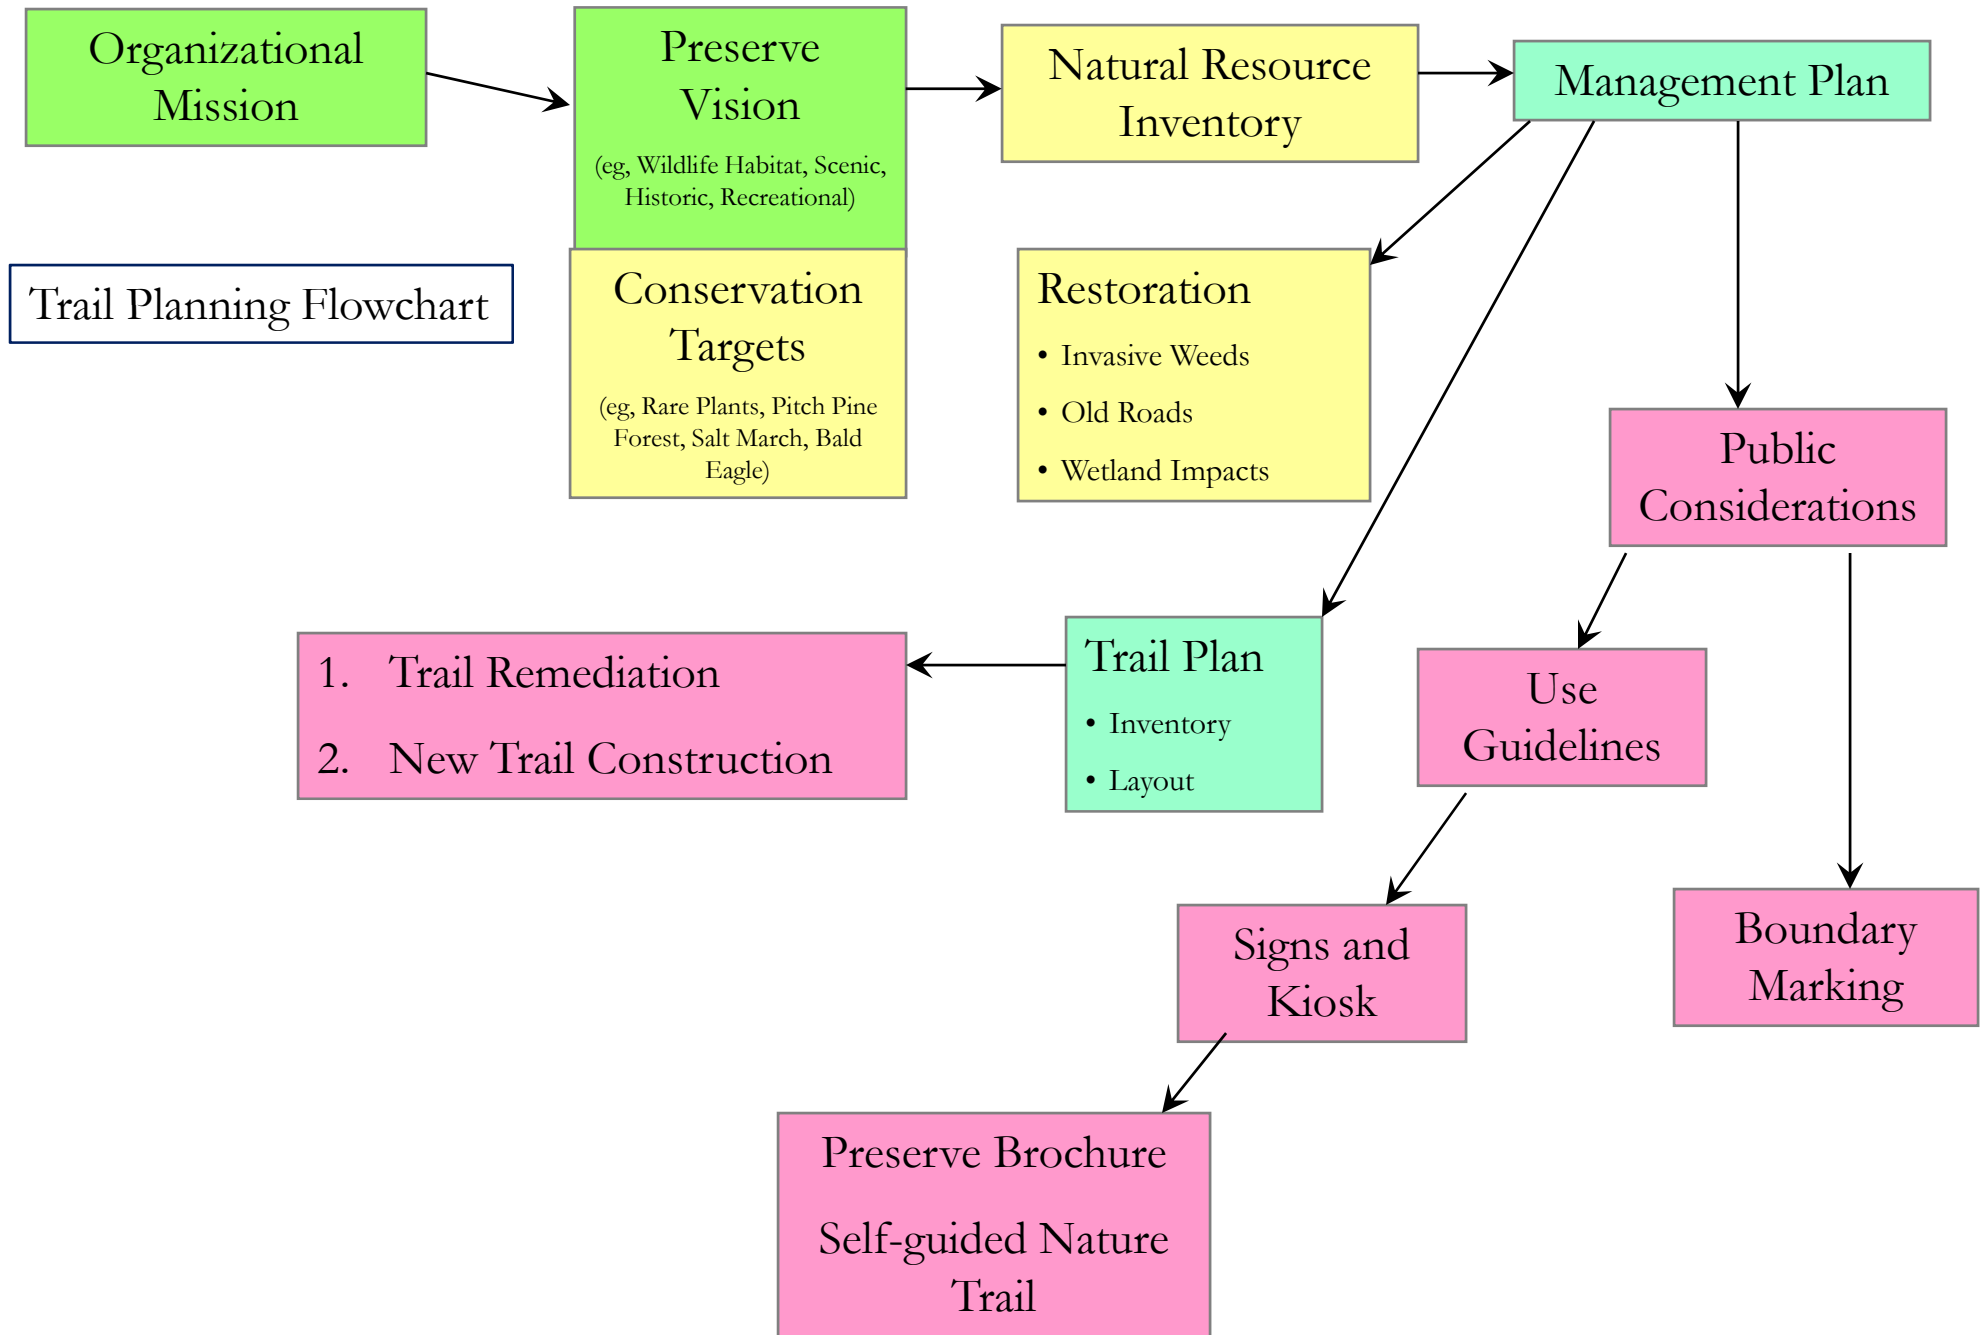 Organizational
Mission
Preserve
Vision
(eg, Wildlife Habitat, Scenic,
Historic, Recreational)
Natural Resource
Inventory
Management Plan
Trail Planning Flowchart
Conservation
Targets
(eg, Rare Plants, Pitch Pine
Forest, Salt March, Bald
Eagle)
Restoration
• Invasive Weeds
• Old Roads
• Wetland Impacts
Public
Considerations
1. Trail Remediation
2. New Trail Construction
Trail Plan
• Inventory
• Layout
Use
Guidelines
Signs and
Kiosk
Boundary
Marking
Preserve Brochure
Self-guided Nature
Trail